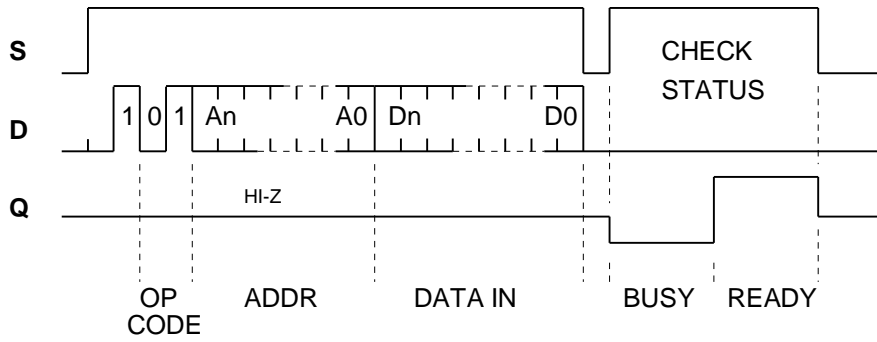 S
CHECK
STATUS
D
1 0 1 An A0 Dn D0
Q
HI-Z
OP
CODE
ADDR
DATA IN
BUSY
READY